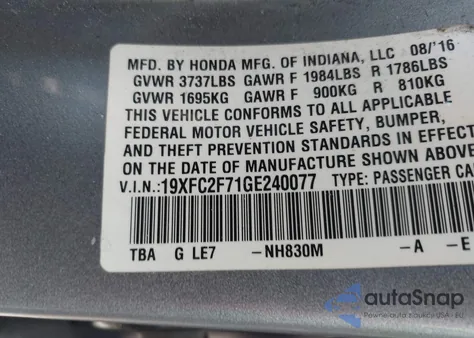 MFD. BY HONDA MFG. OF INDIANA, LLC 08/'16
GVWR 3737LBS GAWR F 1984LBS R 1786LBS
GVWR 1695KG GAWR F 900KG R 810KG
THIS VEHICLE CONFORMS TO ALL APPLICABLE
FEDERAL MOTOR VEHICLE SAFETY, BUMPER,
AND THEFT PREVENTION STANDARDS IN EFFECT
ON THE DATE OF MANUFACTURE SHOWN ABOVE
V.I.N.: 19XFC2F71GE240077 TYPE: PASSENGER CA
TBA G LE7 -NH830M -A -E
autoSnap